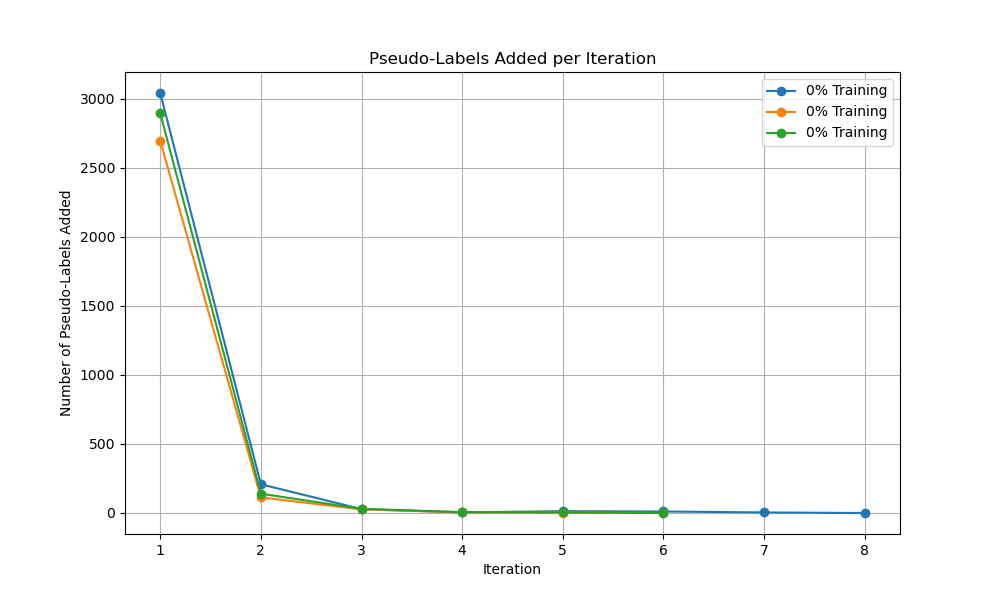 Pseudo-Labels Added per Iteration
0% Training
0% Training
0% Training
Number of Pseudo-Labels Added
3000
2500
2000
1500
1000
500
0
1 2 3 4 5 6 7 8
Iteration